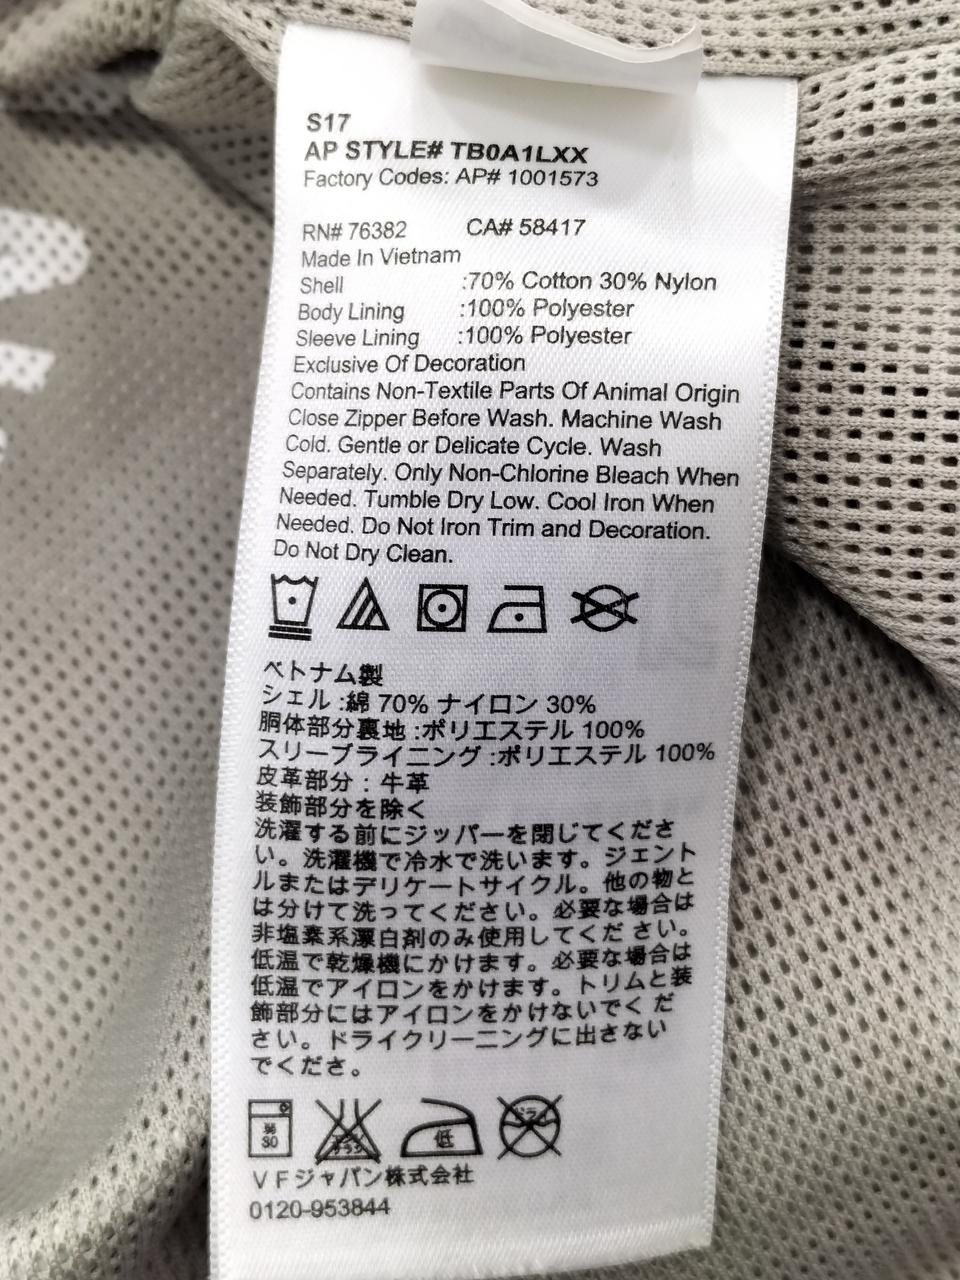 S17
AP STYLE# TB0A1LXX
Factory Codes: AP# 1001573
RN# 76382 CA# 58417
Made In Vietnam
Shell :70% Cotton 30% Nylon
Body Lining :100% Polyester
Sleeve Lining :100% Polyester
Exclusive Of Decoration
Contains Non-Textile Parts Of Animal Origin
Close Zipper Before Wash. Machine Wash
Cold. Gentle or Delicate Cycle. Wash
Separately. Only Non-Chlorine Bleach When
Needed. Tumble Dry Low. Cool Iron When
Needed. Do Not Iron Trim and Decoration.
Do Not Dry Clean.
ベトナム製
シェル :綿 70% ナイロン 30%
胴体部分裏地 :ポリエステル 100%
スリーブライニング :ポリエステル 100%
皮革部分 : 牛革
装飾部分を除く
洗濯する前にジッパーを閉じてくださ
い。洗濯機で冷水で洗います。ジェント
ルまたはデリケートサイクル。他の物と
は分けて洗ってください。必要な場合は
非塩素系漂白剤のみ使用してくだ さい。
低温で乾燥機にかけます。必要な場合は
低温でアイロンをかけます。トリムと装
飾部分にはアイロンをかけないでく だ
さい。ドライクリーニングに出さない
でくださ。
弱 30 エンソ サラシ 低 ドライ
VFジャパン株式会社
0120-953844